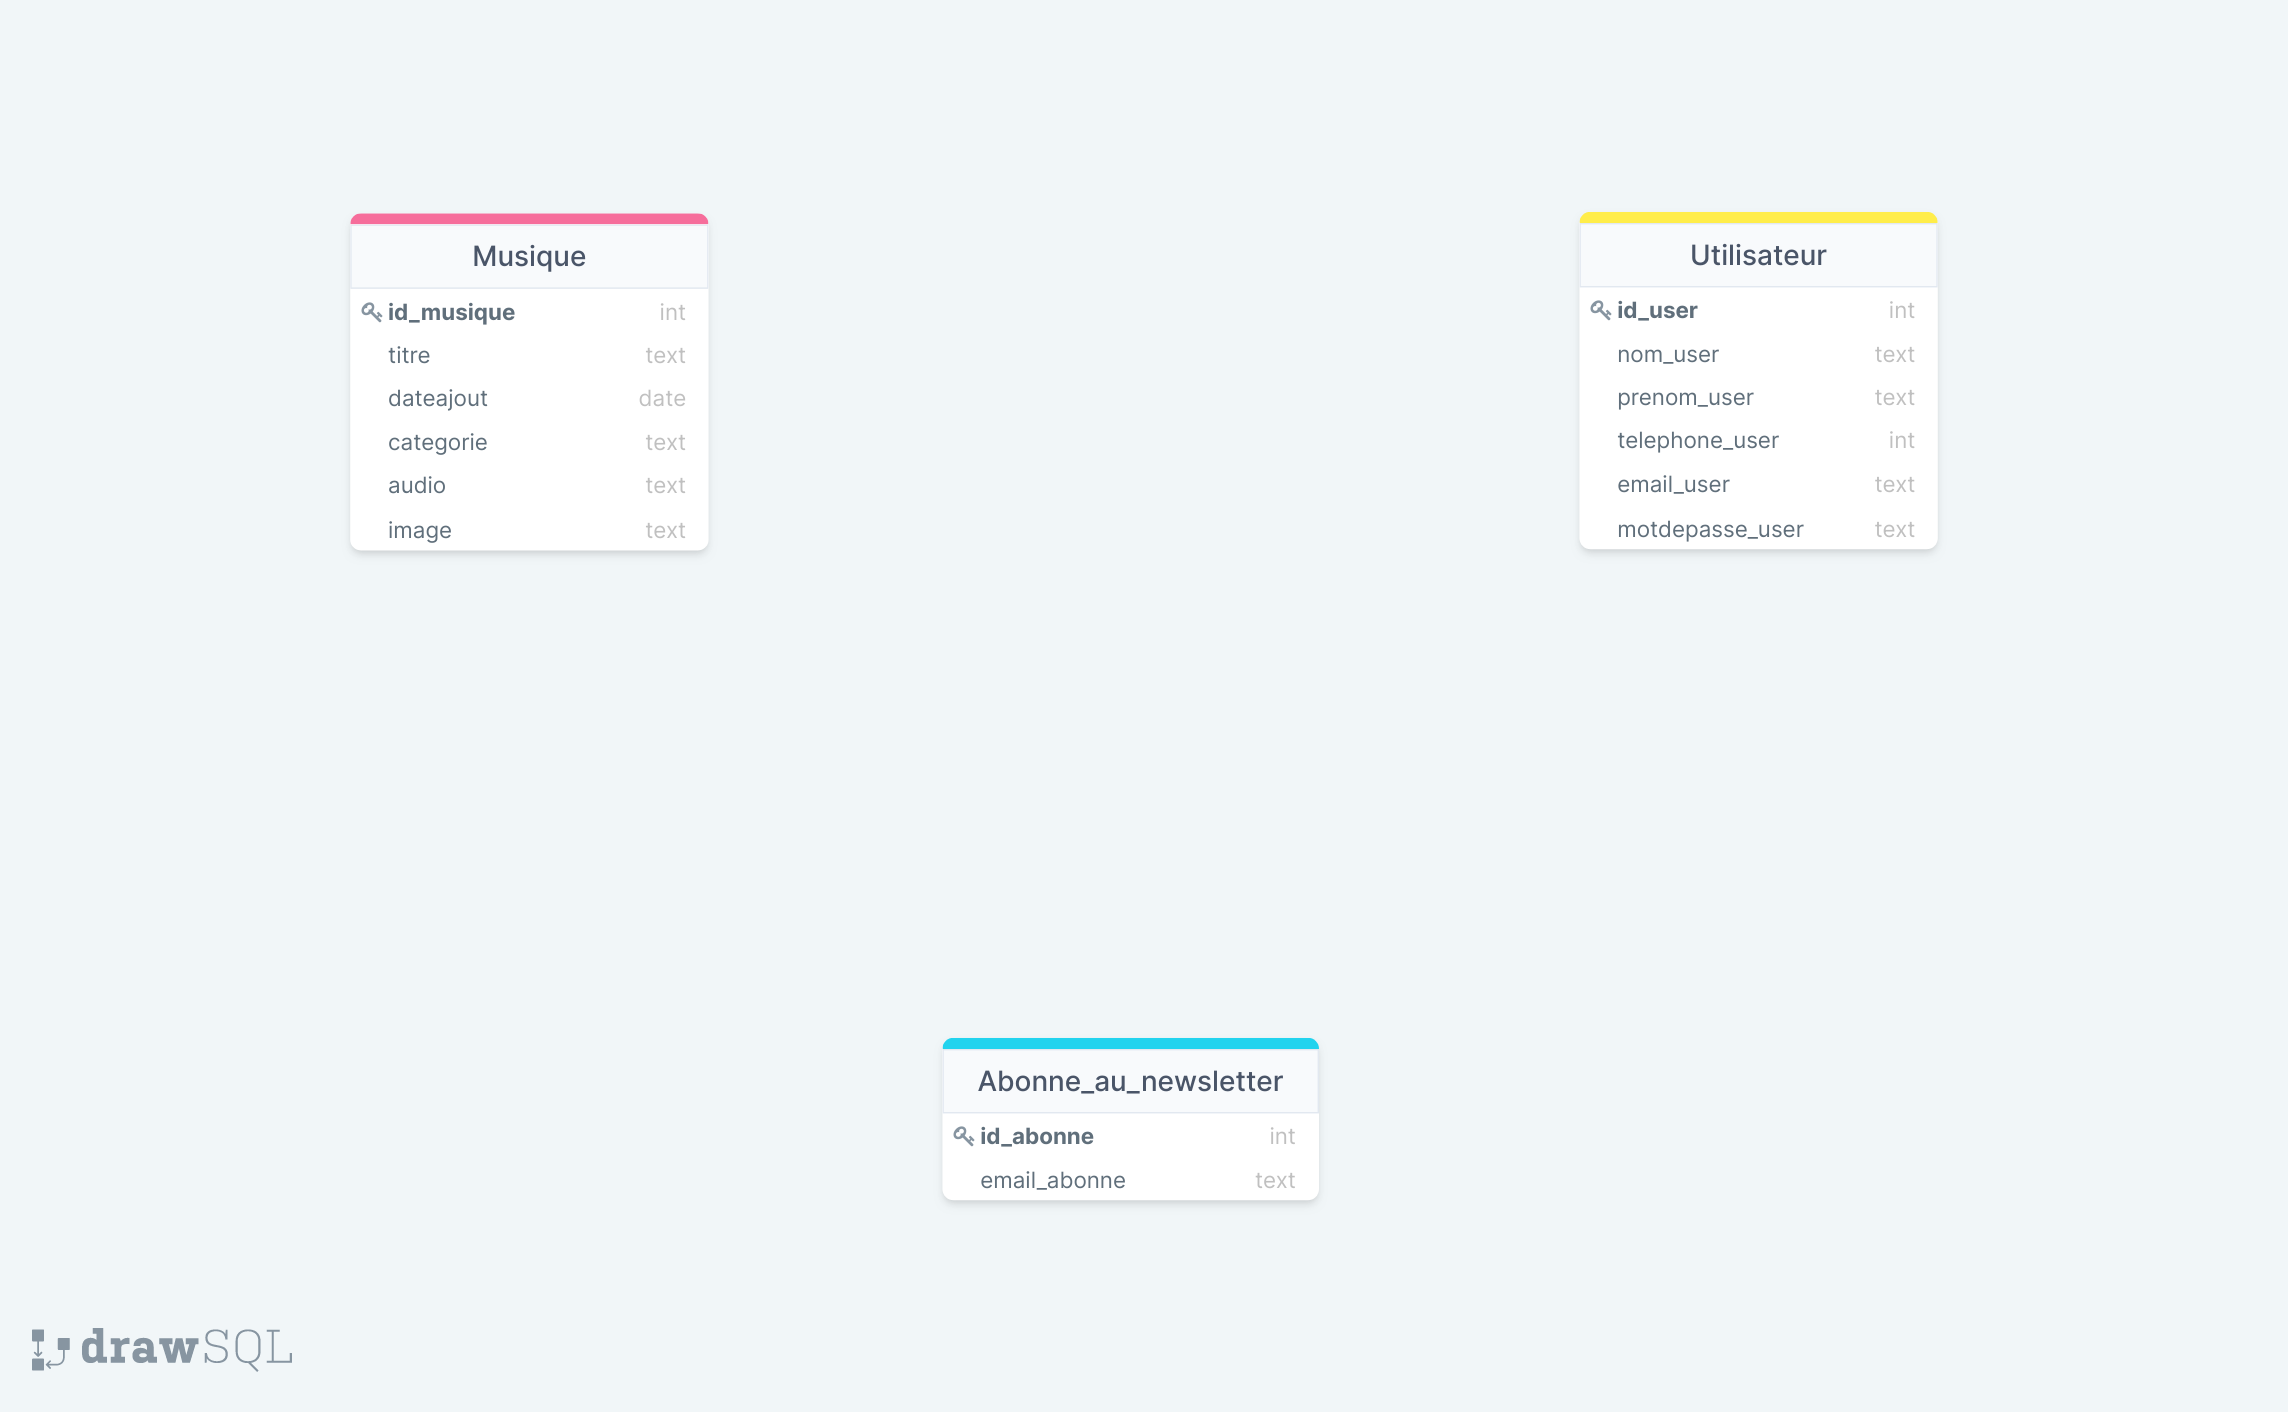 Musique
id_musique int
titre text
dateajout date
categorie text
audio text
image text
Utilisateur
id_user int
nom_user text
prenom_user text
telephone_user int
email_user text
motdepasse_user text
Abonne_au_newsletter
id_abonne int
email_abonne text
drawSQL